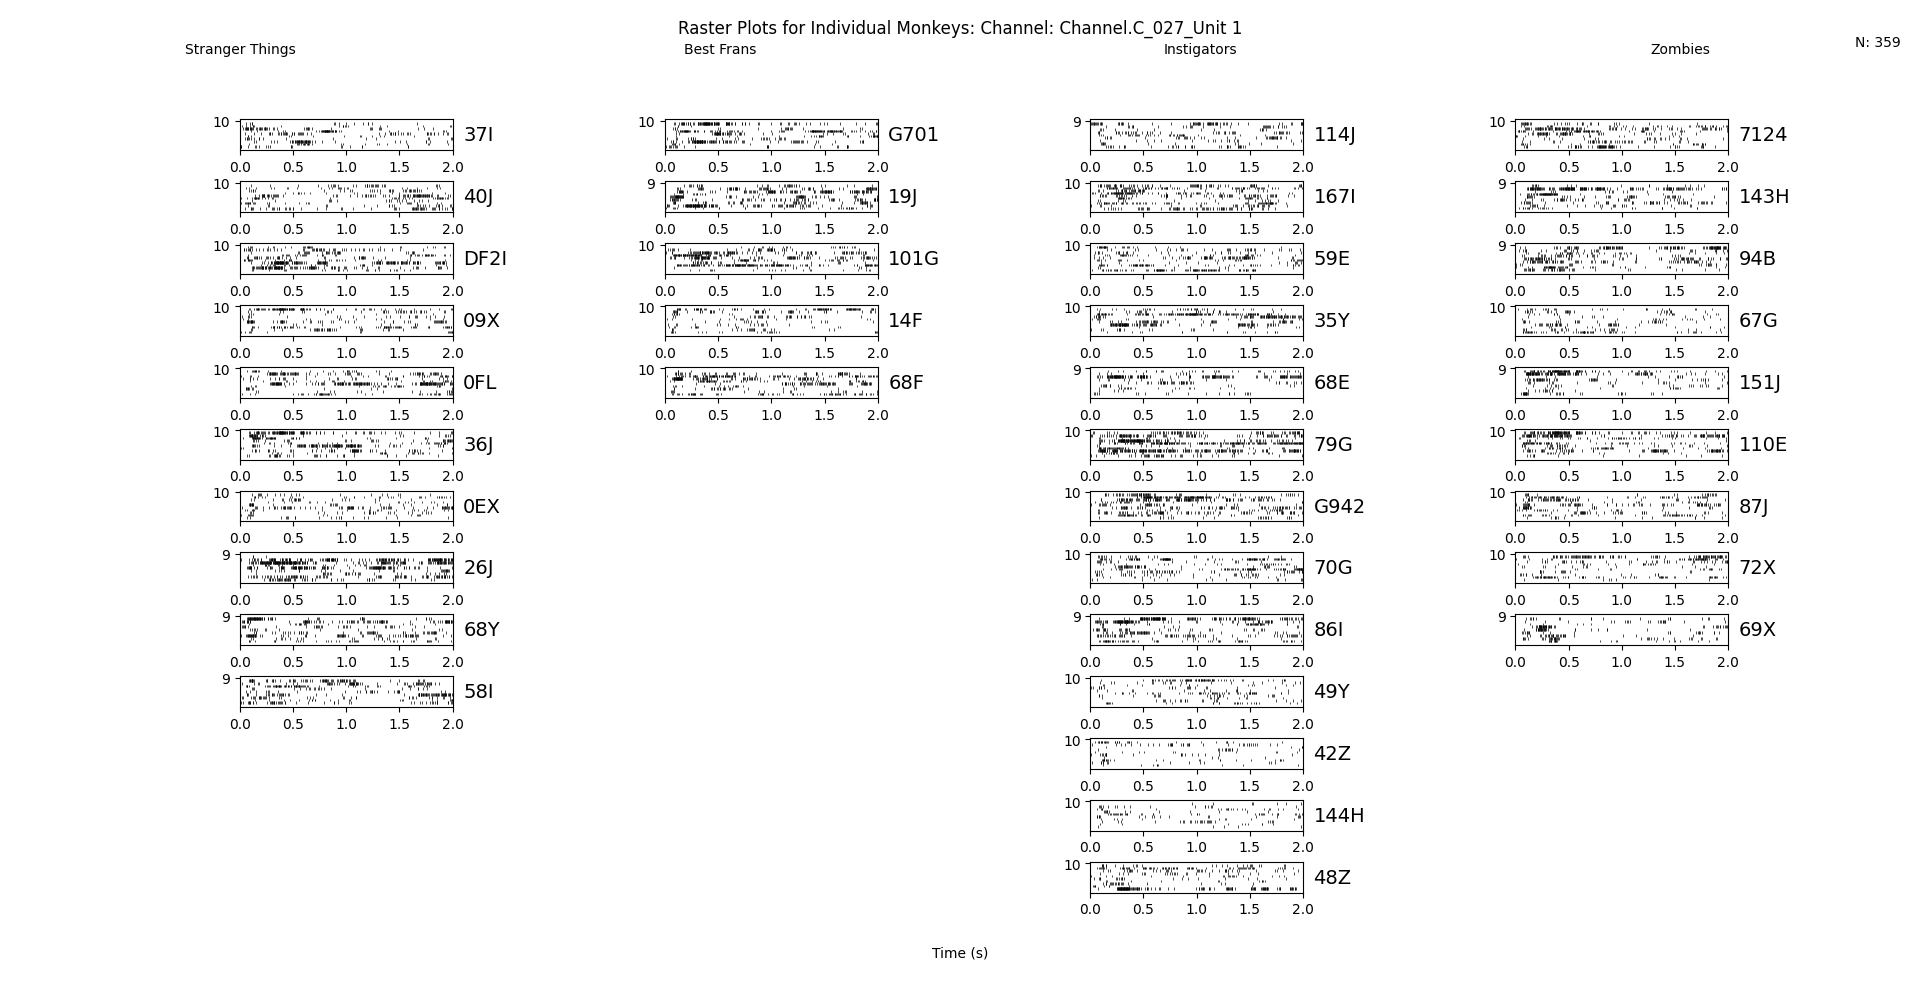 Raster Plots for Individual Monkeys: Channel: Channel.C_027_Unit 1
Stranger Things Best Frans Instigators Zombies N: 359
10 37I 10 G701 9 114J 10 7124
0.0 0.5 1.0 1.5 2.0 0.0 0.5 1.0 1.5 2.0 0.0 0.5 1.0 1.5 2.0 0.0 0.5 1.0 1.5 2.0
10 40J 9 19J 10 167I 9 143H
0.0 0.5 1.0 1.5 2.0 0.0 0.5 1.0 1.5 2.0 0.0 0.5 1.0 1.5 2.0 0.0 0.5 1.0 1.5 2.0
10 DF2I 10 101G 10 59E 9 94B
0.0 0.5 1.0 1.5 2.0 0.0 0.5 1.0 1.5 2.0 0.0 0.5 1.0 1.5 2.0 0.0 0.5 1.0 1.5 2.0
10 09X 10 14F 10 35Y 10 67G
0.0 0.5 1.0 1.5 2.0 0.0 0.5 1.0 1.5 2.0 0.0 0.5 1.0 1.5 2.0 0.0 0.5 1.0 1.5 2.0
10 0FL 10 68F 9 68E 9 151J
0.0 0.5 1.0 1.5 2.0 0.0 0.5 1.0 1.5 2.0 0.0 0.5 1.0 1.5 2.0 0.0 0.5 1.0 1.5 2.0
10 36J 10 79G 10 110E
0.0 0.5 1.0 1.5 2.0 0.0 0.5 1.0 1.5 2.0 0.0 0.5 1.0 1.5 2.0
10 0EX 10 G942 10 87J
0.0 0.5 1.0 1.5 2.0 0.0 0.5 1.0 1.5 2.0 0.0 0.5 1.0 1.5 2.0
9 26J 10 70G 10 72X
0.0 0.5 1.0 1.5 2.0 0.0 0.5 1.0 1.5 2.0 0.0 0.5 1.0 1.5 2.0
9 68Y 9 86I 9 69X
0.0 0.5 1.0 1.5 2.0 0.0 0.5 1.0 1.5 2.0 0.0 0.5 1.0 1.5 2.0
9 58I 10 49Y
0.0 0.5 1.0 1.5 2.0 0.0 0.5 1.0 1.5 2.0
10 42Z
0.0 0.5 1.0 1.5 2.0
10 144H
0.0 0.5 1.0 1.5 2.0
10 48Z
0.0 0.5 1.0 1.5 2.0
Time (s)